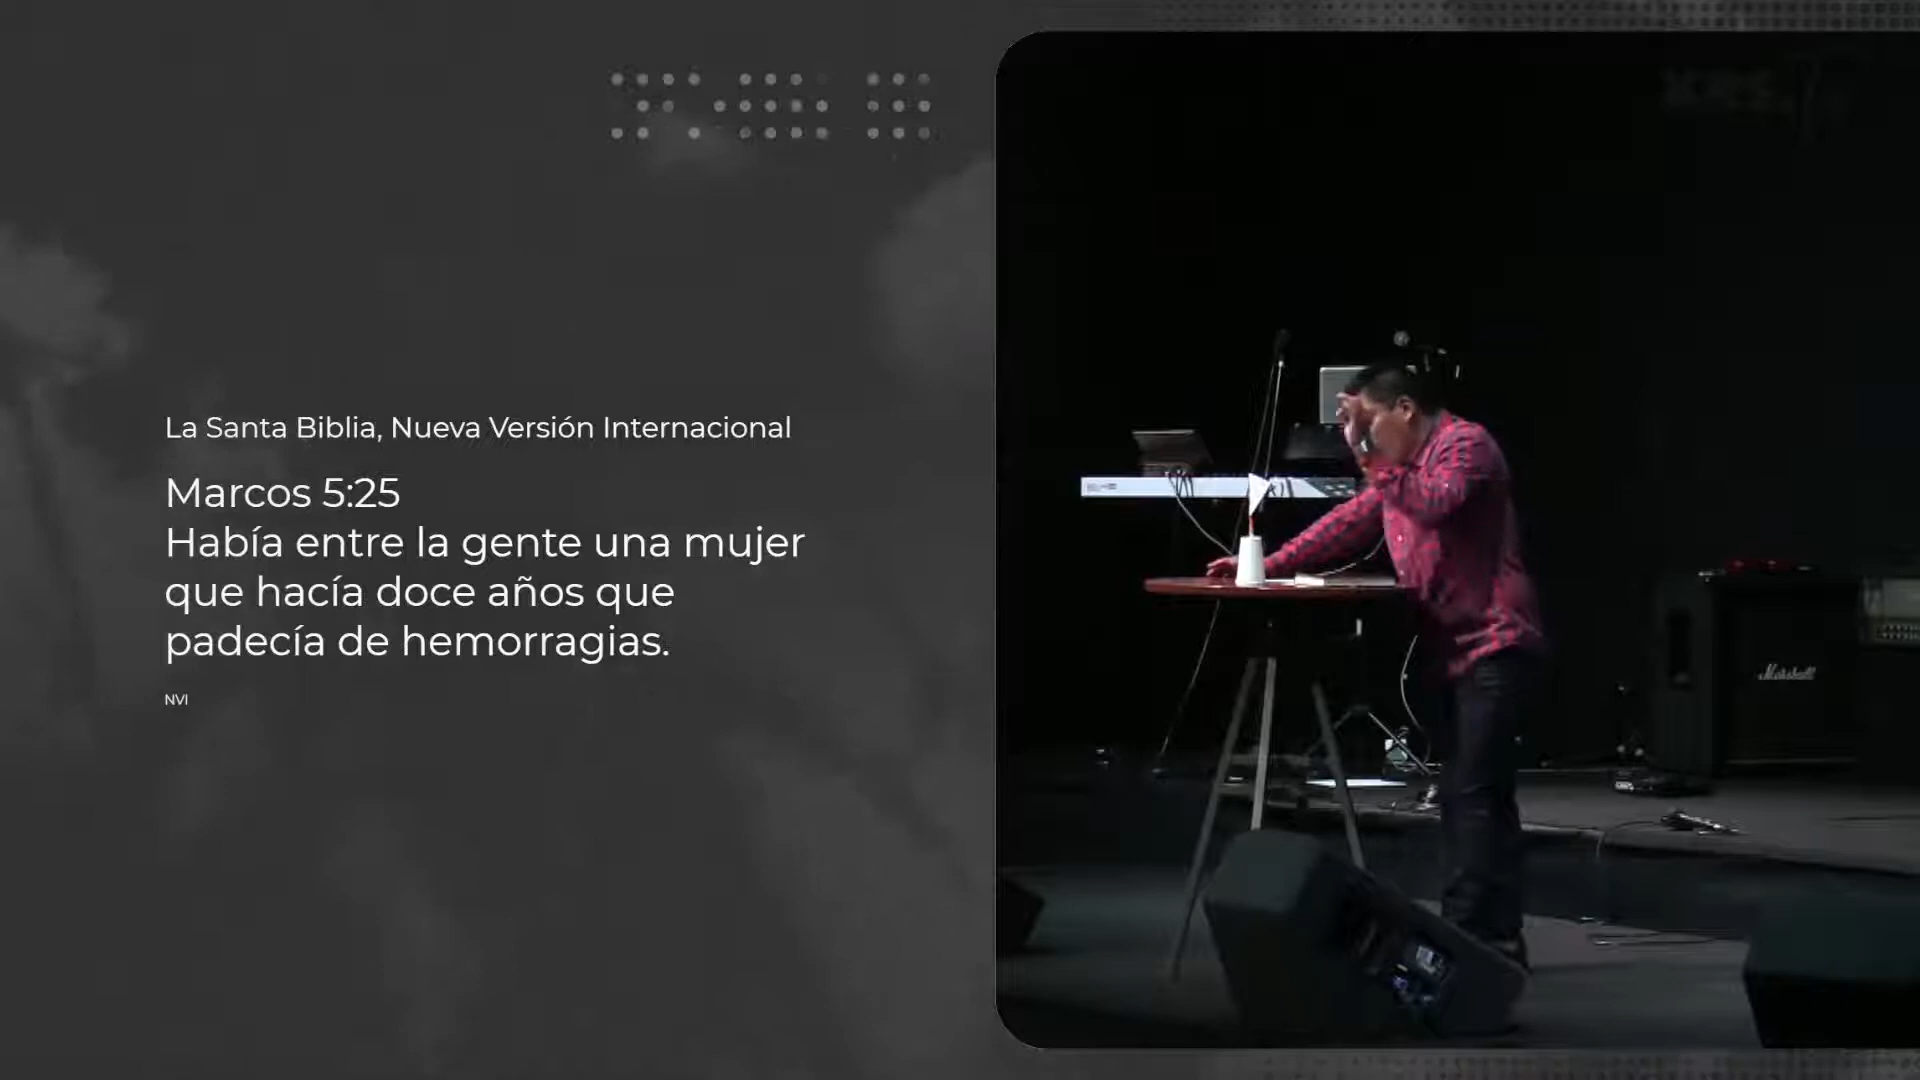 La Santa Biblia, Nueva Versión Internacional
Marcos 5:25
Había entre la gente una mujer
que hacía doce años que
padecía de hemorragias.
NVI
Marshall